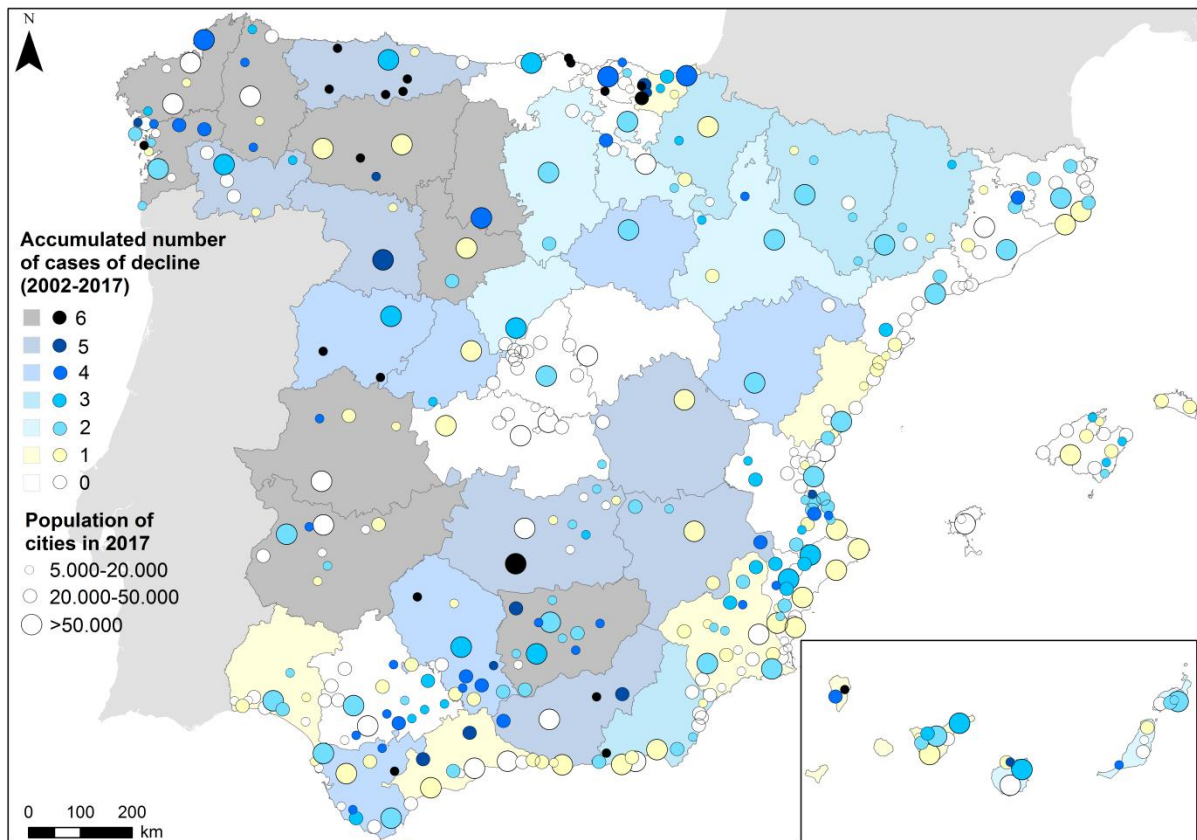 N
Accumulated number
of cases of decline
(2002-2017)
6
5
4
3
2
1
0
Population of
cities in 2017
5.000-20.000
20.000-50.000
>50.000
0 100 200
km